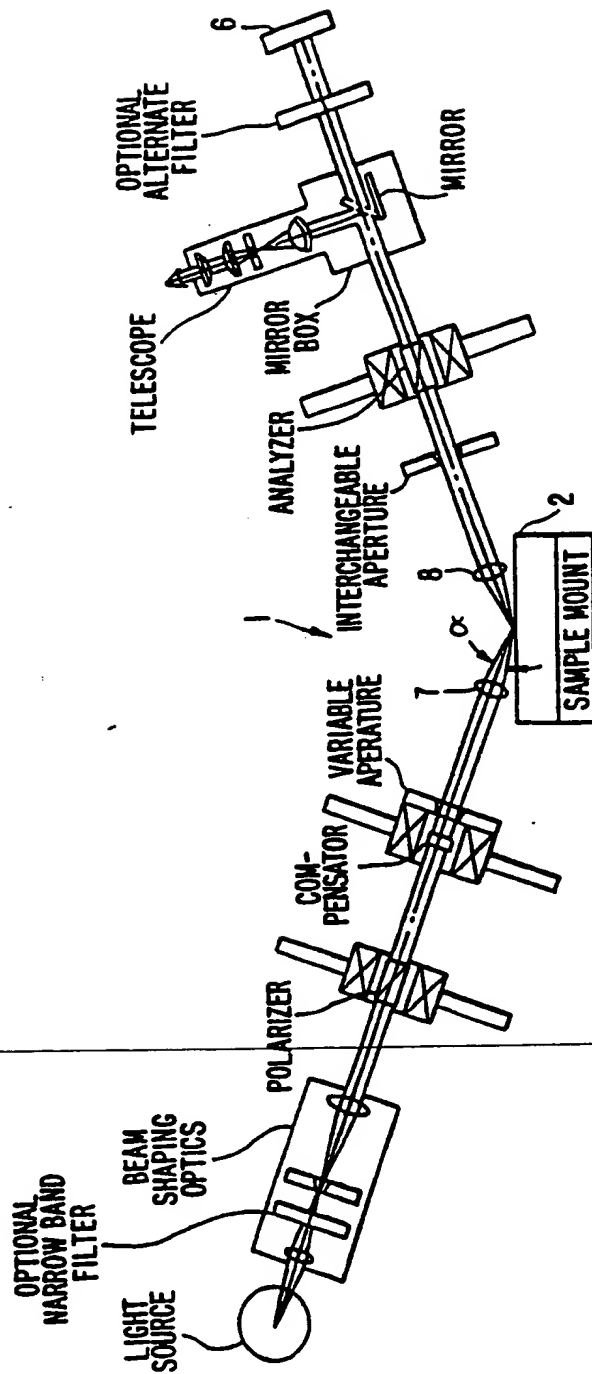 LIGHT
SOURCE
OPTIONAL
NARROW BAND
FILTER
BEAM
SHAPING
OPTICS
POLARIZER
COM-
PENSATOR
VARIABLE
APERATURE
7
α
1
2
SAMPLE MOUNT
8
INTERCHANGEABLE
APERTURE
ANALYZER
MIRROR
BOX
TELESCOPE
MIRROR
OPTIONAL
ALTERNATE
FILTER
6